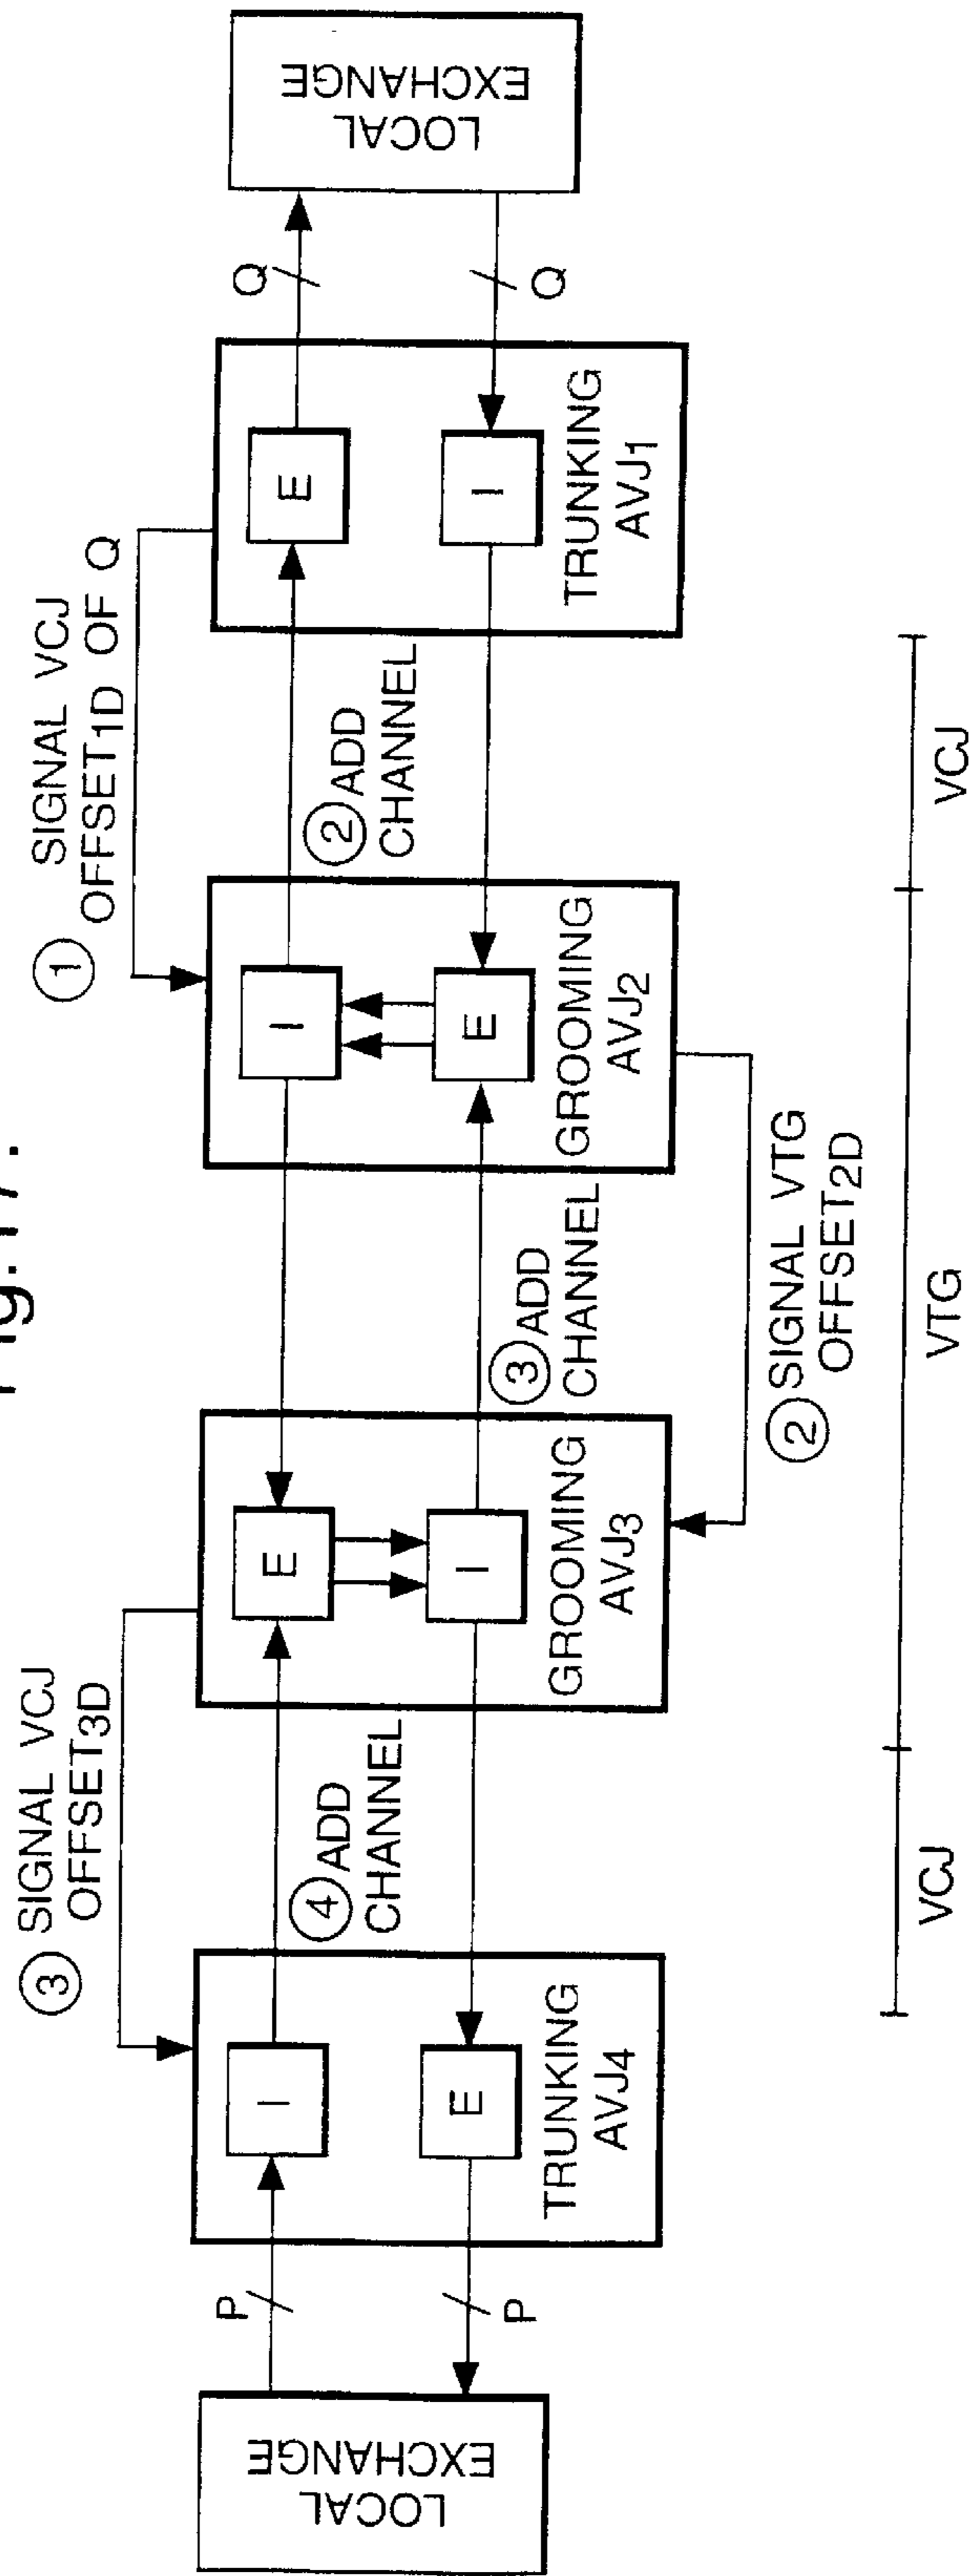 Fig.17.
③ SIGNAL VCJ
OFFSET3D
① SIGNAL VCJ
OFFSET1D OF Q
② SIGNAL VTG
OFFSET2D
LOCAL
EXCHANGE
P
P
I
E
TRUNKING
AVJ4
④ ADD
CHANNEL
E
I
GROOMING
AVJ3
③ ADD
CHANNEL
I
E
GROOMING
AVJ2
② ADD
CHANNEL
E
I
TRUNKING
AVJ1
Q
Q
LOCAL
EXCHANGE
VCJ
VTG
VCJ